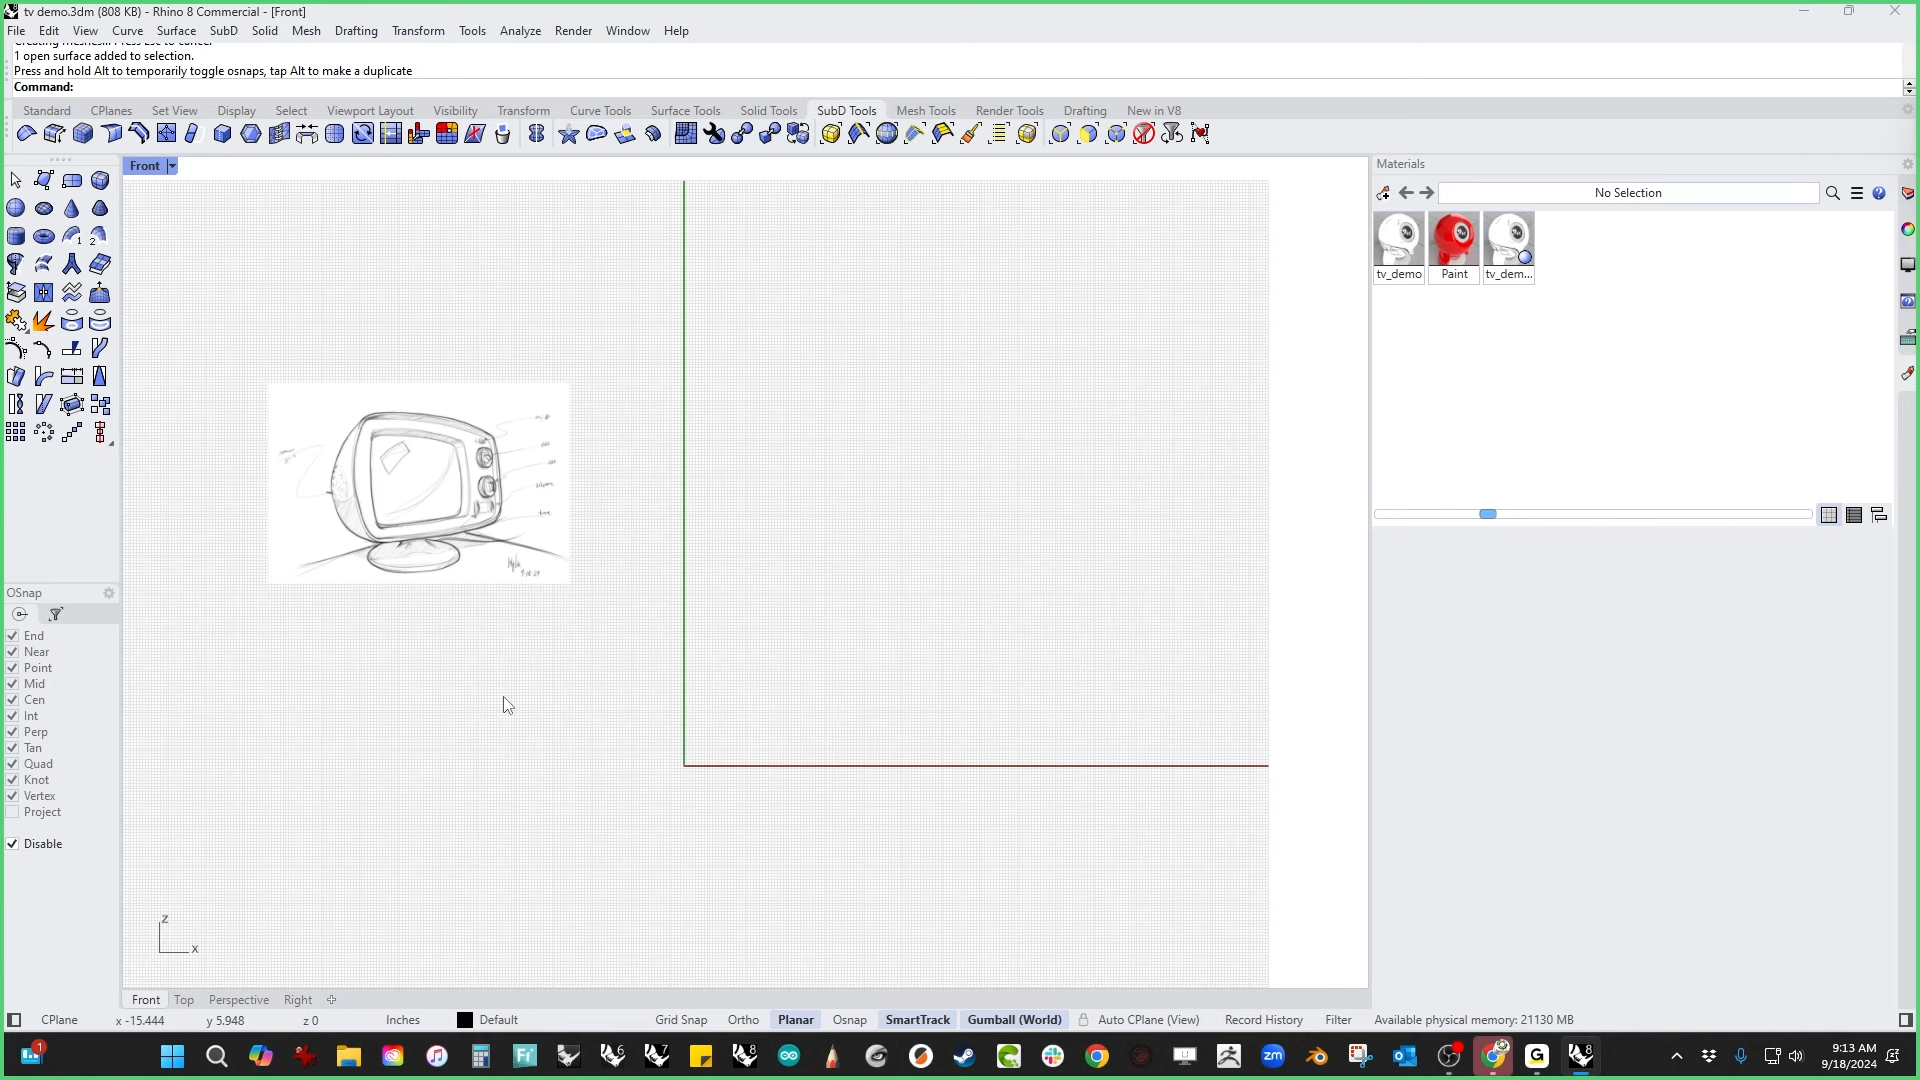 tv demo.3dm (808 KB) - Rhino 8 Commercial - [Front]
File Edit View Curve Surface SubD Solid Mesh Drafting Transform Tools Analyze Render Window Help
Creating meshes... Press Esc to cancel
1 open surface added to selection.
Press and hold Alt to temporarily toggle osnaps, tap Alt to make a duplicate
Command:
Standard CPlanes Set View Display Select Viewport Layout Visibility Transform Curve Tools Surface Tools Solid Tools SubD Tools Mesh Tools Render Tools Drafting New in V8
Front
Materials
No Selection
tv_demo Paint tv_dem...
OSnap
End
Near
Point
Mid
Cen
Int
Perp
Tan
Quad
Knot
Vertex
Project
Disable
z
x
Front Top Perspective Right
CPlane x -15.444 y 5.948 z 0 Inches Default Grid Snap Ortho Planar Osnap SmartTrack Gumball (World) Auto CPlane (View) Record History Filter Available physical memory: 21130 MB
9:13 AM
9/18/2024